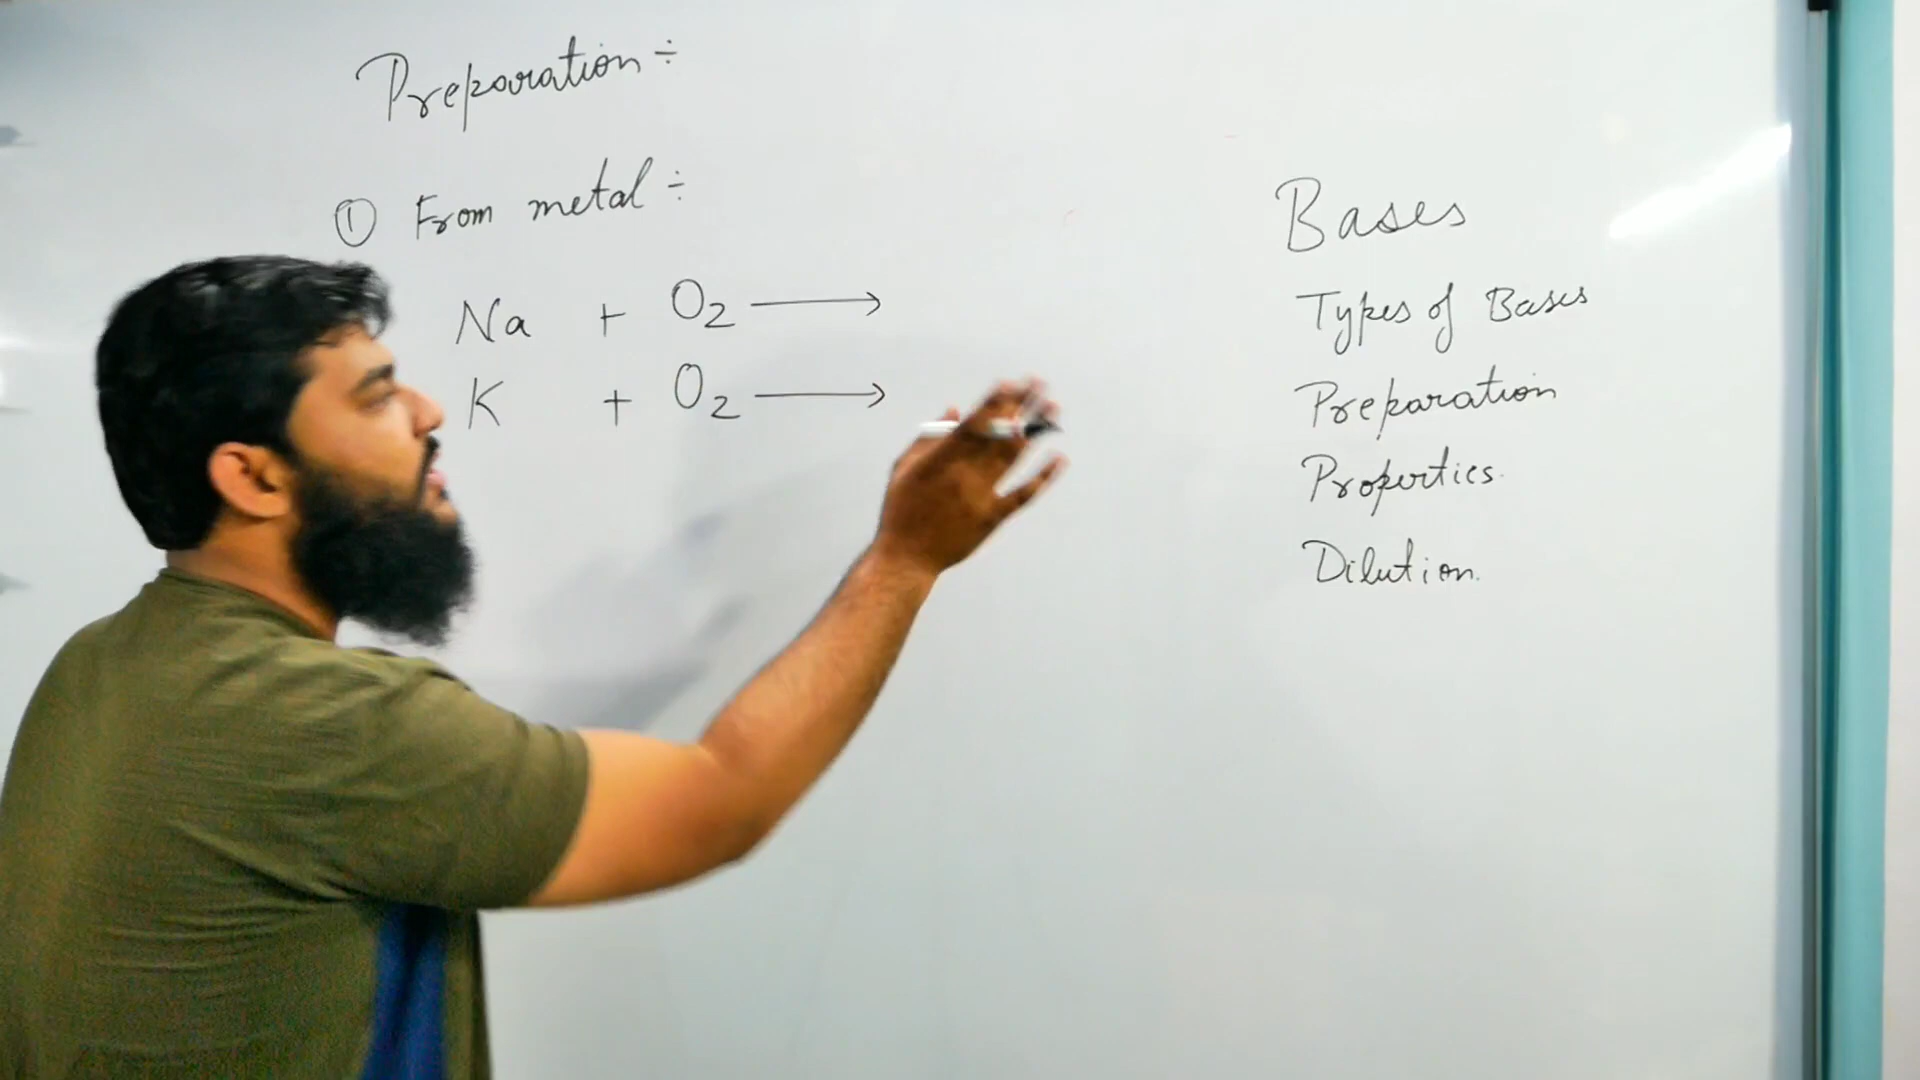 Preparation ÷
① From metal ÷
Na + O₂ ⟶
K + O₂ ⟶
Bases
Types of Bases
Preparation
Properties.
Dilution.